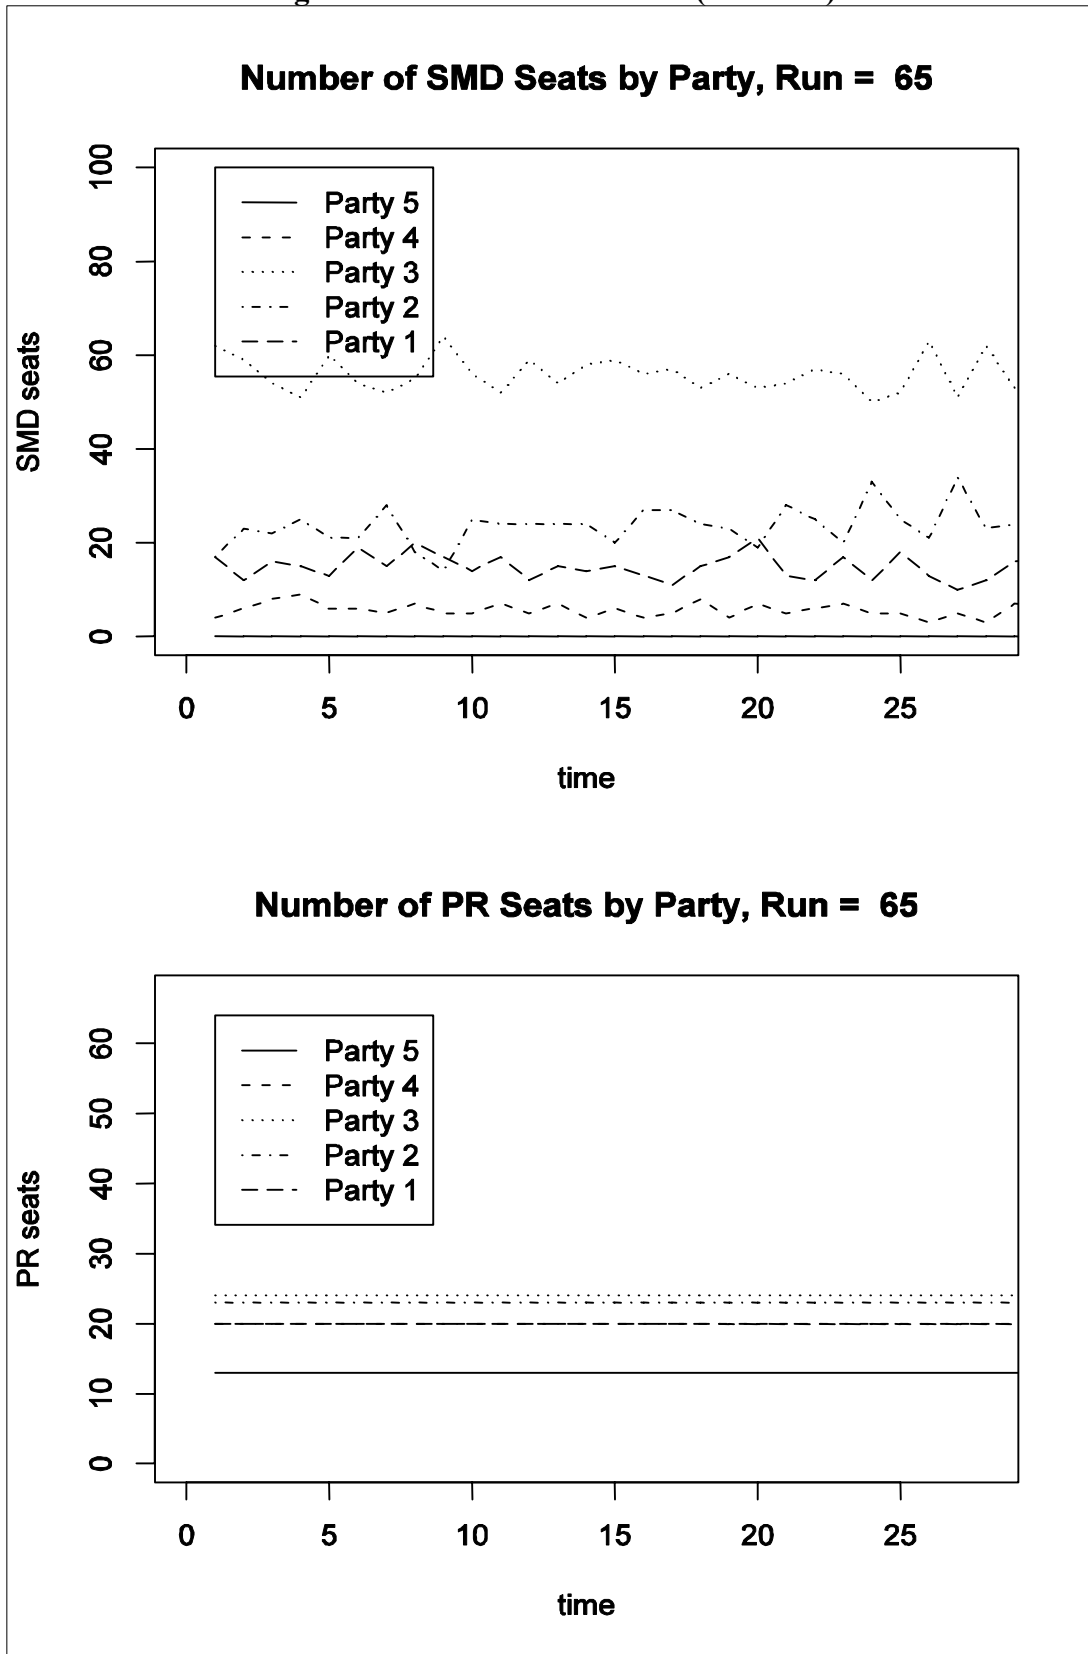 Number of SMD Seats by Party, Run = 65
100
80
60
40
20
0
SMD seats
Party 5
Party 4
Party 3
Party 2
Party 1
0 5 10 15 20 25
time
Number of PR Seats by Party, Run = 65
60
50
40
30
20
10
0
PR seats
Party 5
Party 4
Party 3
Party 2
Party 1
0 5 10 15 20 25
time